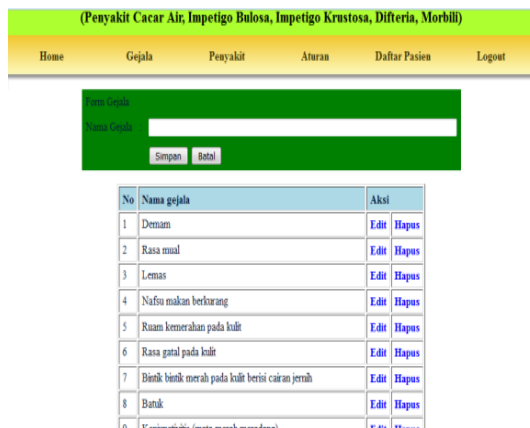 (Penyakit Cacar Air, Impetigo Bulosa, Impetigo Krustosa, Difteria, Morbili)
Home Gejala Penyakit Aturan Daftar Pasien Logout
Form Gejala
Nama Gejala
Simpan Batal
No Nama gejala Aksi
1 Demam Edit Hapus
2 Rasa mual Edit Hapus
3 Lemas Edit Hapus
4 Nafsu makan berkurang Edit Hapus
5 Ruam kemerahan pada kulit Edit Hapus
6 Rasa gatal pada kulit Edit Hapus
7 Bintik bintik merah pada kulit berisi cairan jernih Edit Hapus
8 Batuk Edit Hapus